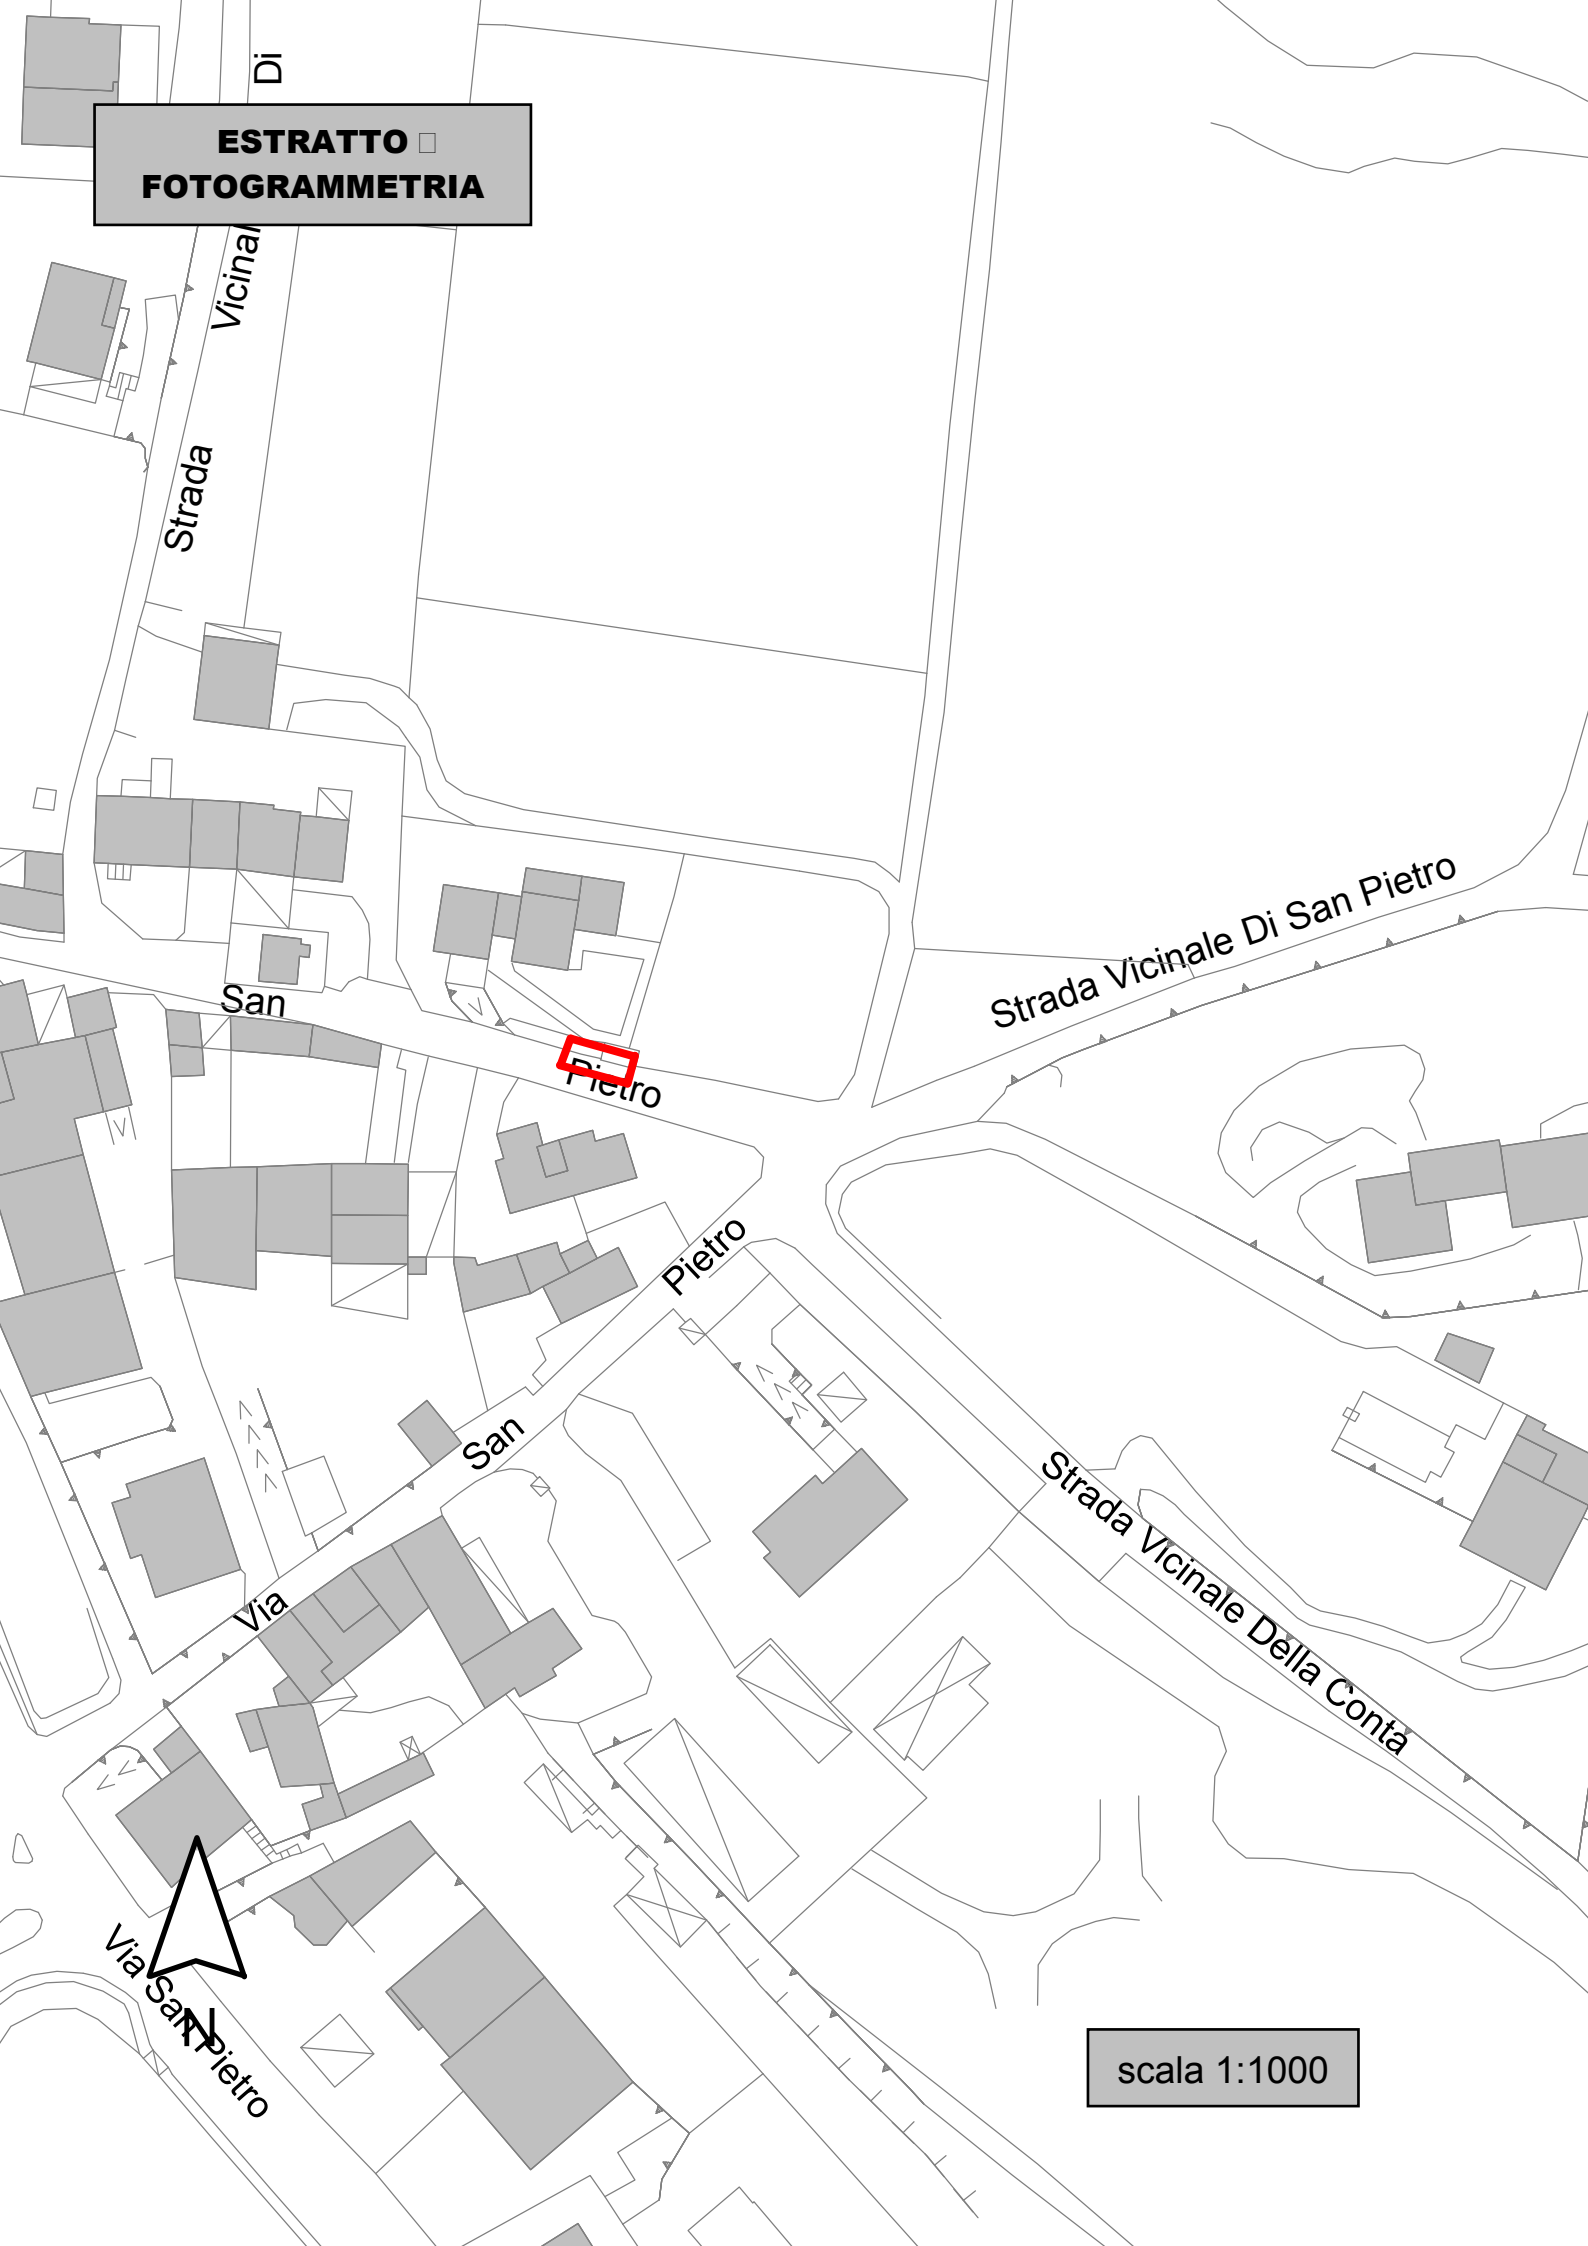 Di
ESTRATTO
FOTOGRAMMETRIA
Vicinal
Strada
Strada Vicinale Di San Pietro
San
Pietro
Pietro
San
Via
Strada Vicinale Della Conta
Via San Pietro
N
scala 1:1000